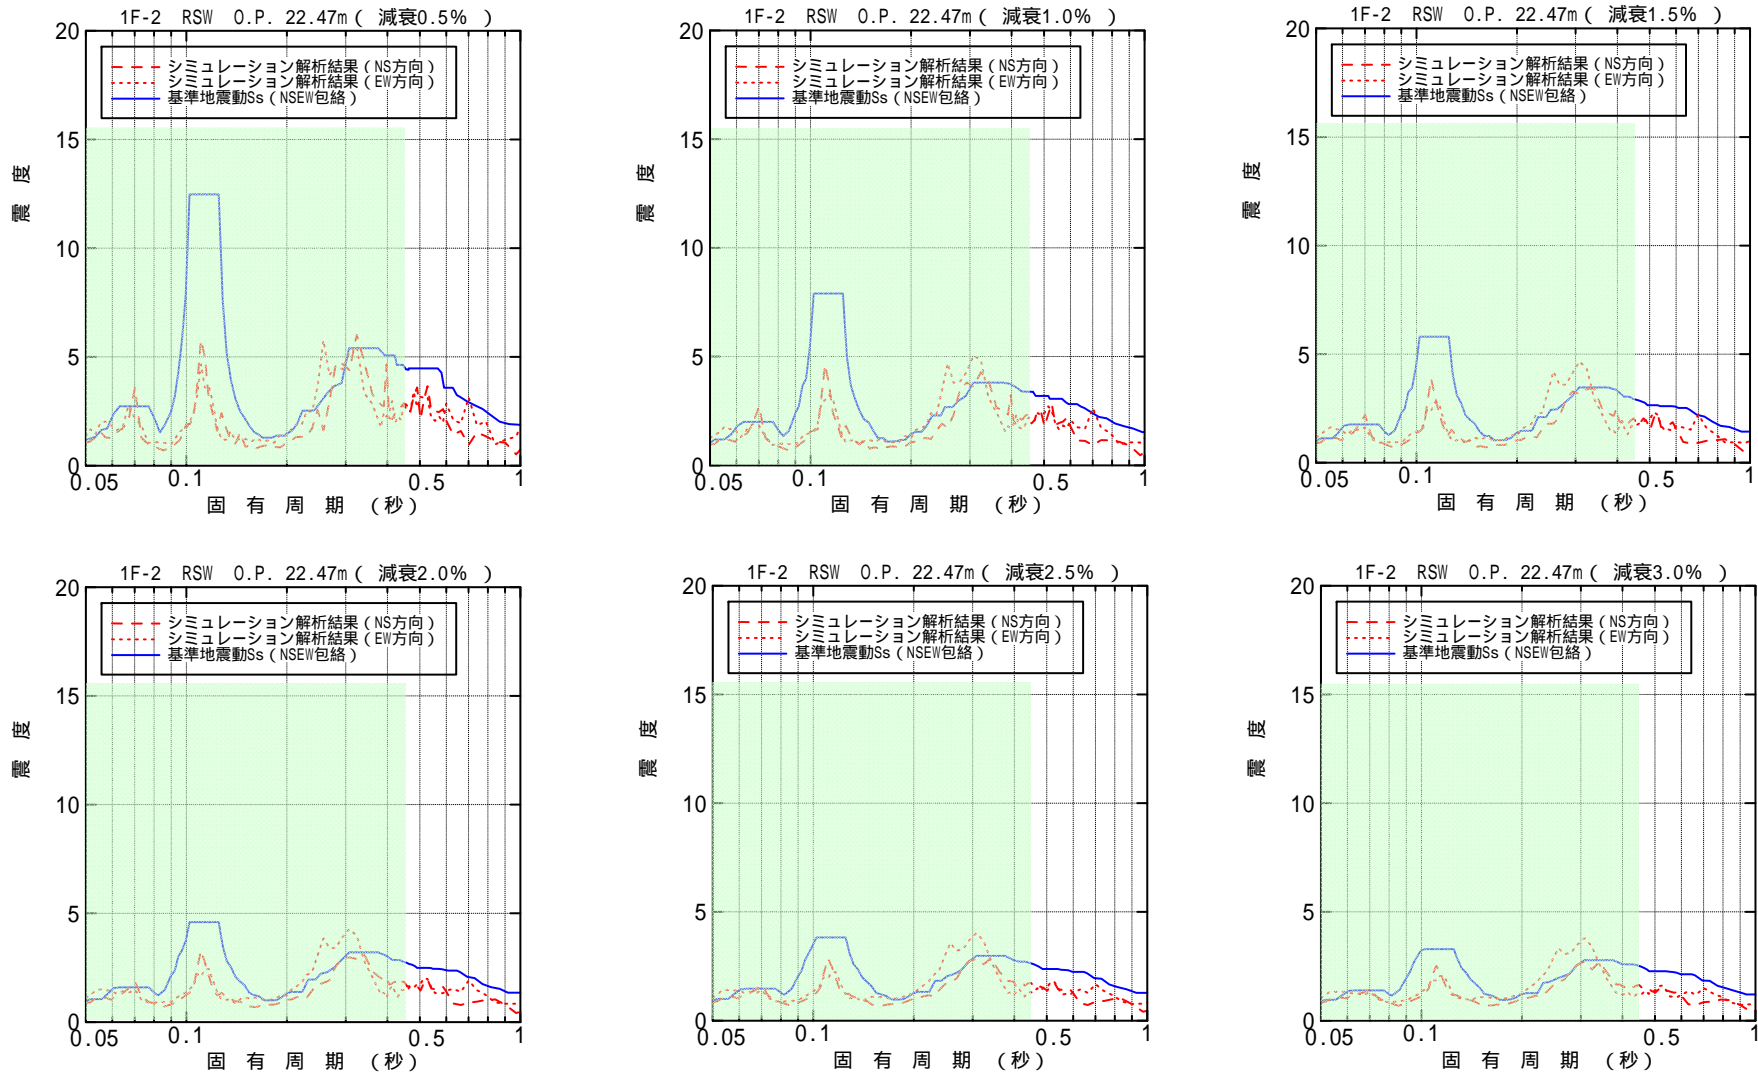 1F-2 RSW O.P. 22.47m( 減衰0.5% )
20
シミュレーション解析結果(NS方向)
シミュレーション解析結果(EW方向)
基準地震動Ss(NSEW包絡)
15
10
5
0
震度
0.05 0.1 0.5 1
固有周期(秒)
1F-2 RSW O.P. 22.47m( 減衰1.0% )
20
シミュレーション解析結果(NS方向)
シミュレーション解析結果(EW方向)
基準地震動Ss(NSEW包絡)
15
10
5
0
震度
0.05 0.1 0.5 1
固有周期(秒)
1F-2 RSW O.P. 22.47m( 減衰1.5% )
20
シミュレーション解析結果(NS方向)
シミュレーション解析結果(EW方向)
基準地震動Ss(NSEW包絡)
15
10
5
0
震度
0.05 0.1 0.5 1
固有周期(秒)
1F-2 RSW O.P. 22.47m( 減衰2.0% )
20
シミュレーション解析結果(NS方向)
シミュレーション解析結果(EW方向)
基準地震動Ss(NSEW包絡)
15
10
5
0
震度
0.05 0.1 0.5 1
固有周期(秒)
1F-2 RSW O.P. 22.47m( 減衰2.5% )
20
シミュレーション解析結果(NS方向)
シミュレーション解析結果(EW方向)
基準地震動Ss(NSEW包絡)
15
10
5
0
震度
0.05 0.1 0.5 1
固有周期(秒)
1F-2 RSW O.P. 22.47m( 減衰3.0% )
20
シミュレーション解析結果(NS方向)
シミュレーション解析結果(EW方向)
基準地震動Ss(NSEW包絡)
15
10
5
0
震度
0.05 0.1 0.5 1
固有周期(秒)